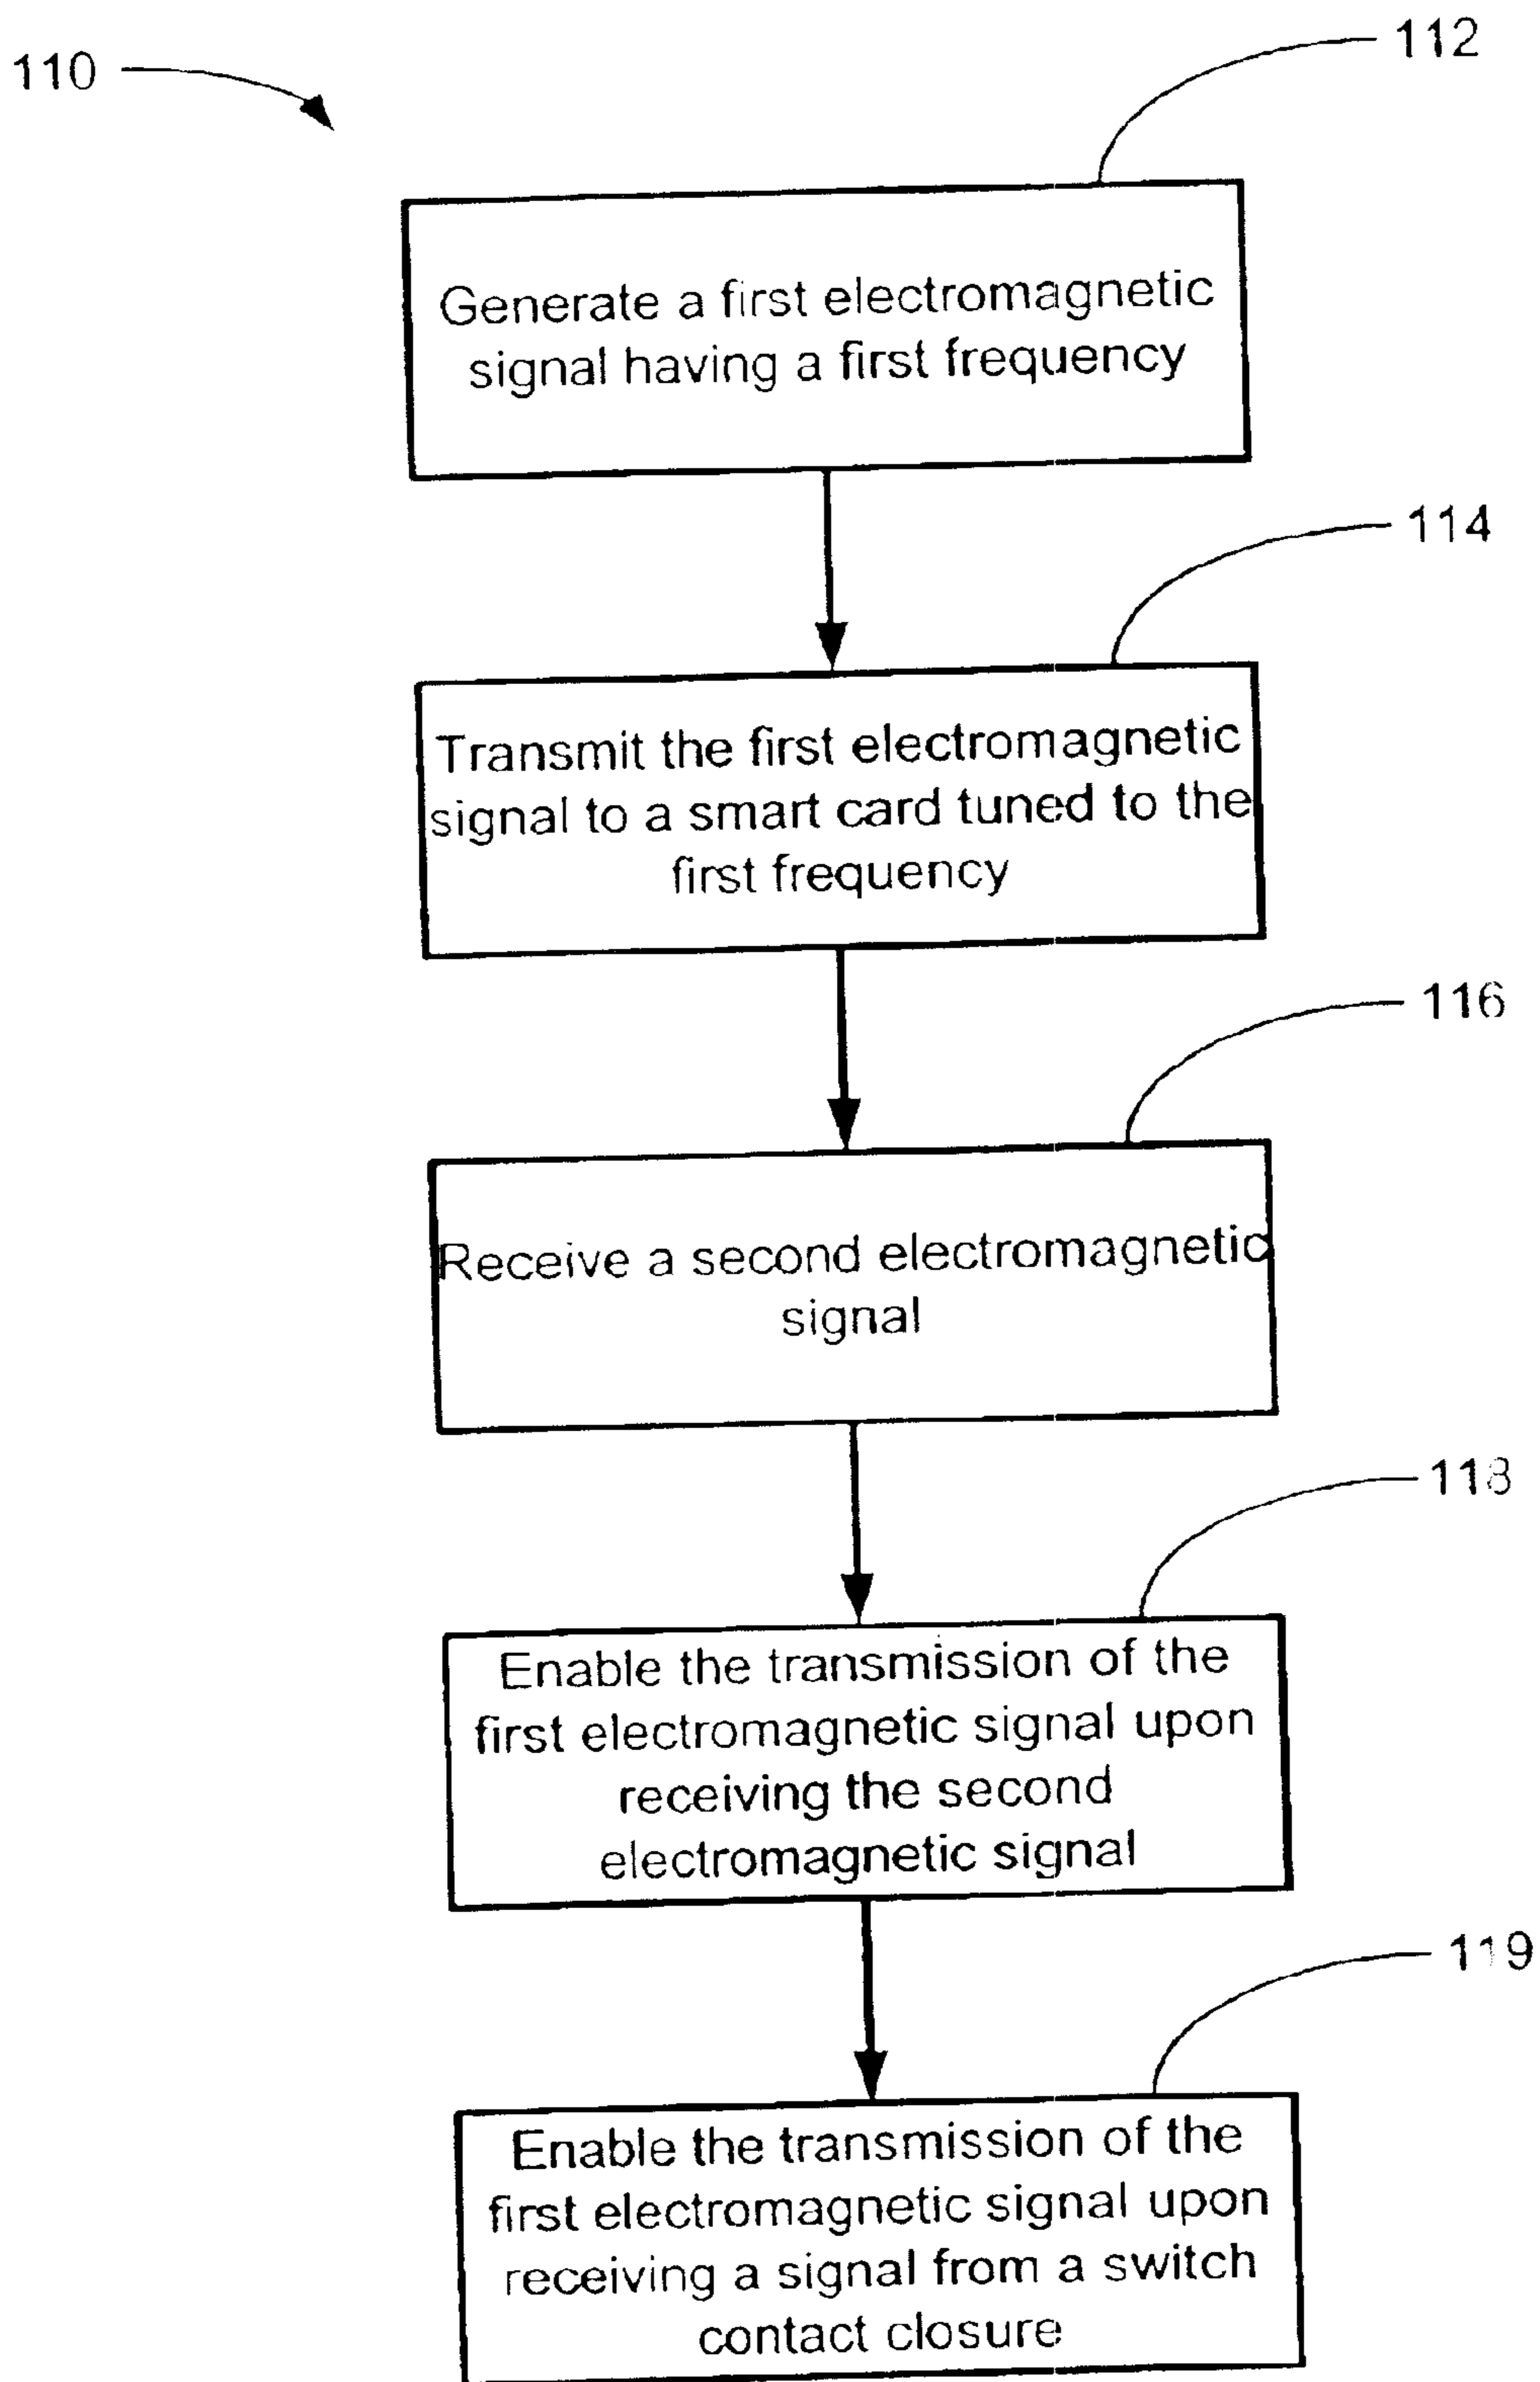 112
110
Generate a first electromagnetic
signal having a first frequency
114
Transmit the first electromagnetic
signal to a smart card tuned to the
first frequency
116
Receive a second electromagnetic
signal
118
Enable the transmission of the
first electromagnetic signal upon
receiving the second
electromagnetic signal
119
Enable the transmission of the
first electromagnetic signal upon
receiving a signal from a switch
contact closure